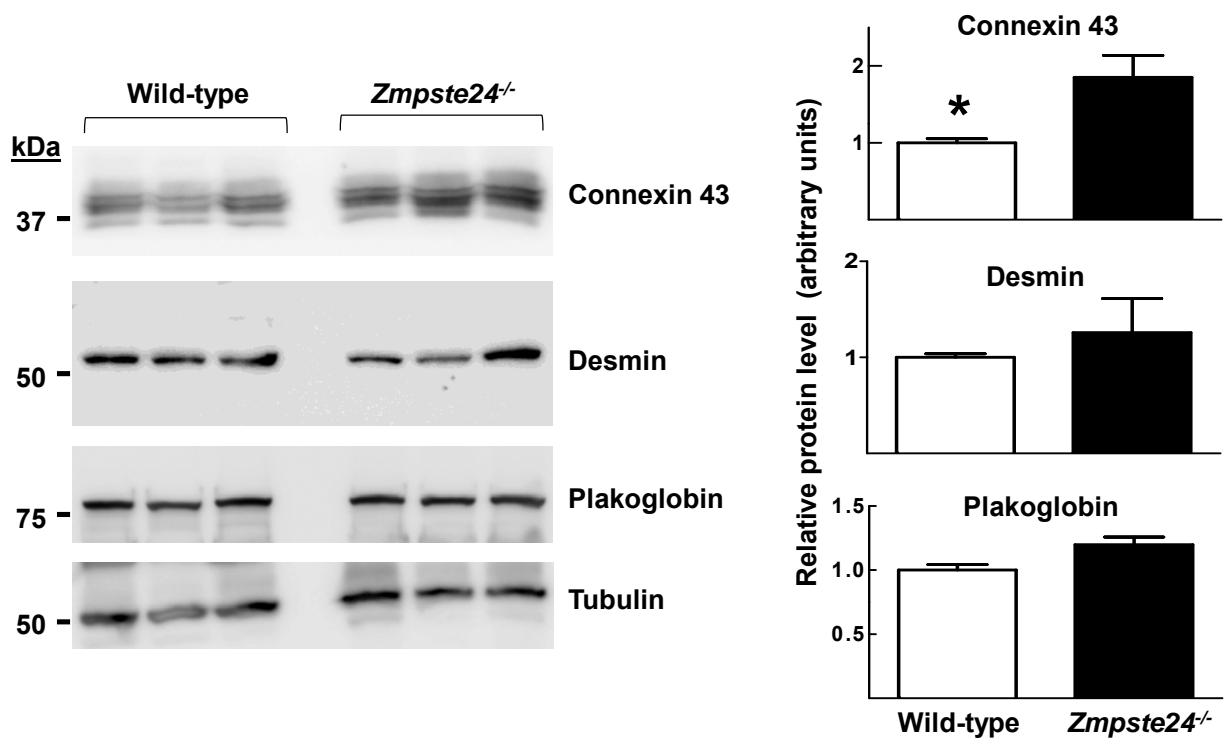 Wild-type Zmpste24-/-
kDa
37
Connexin 43
50
Desmin
75
Plakoglobin
50
Tubulin
Relative protein level (arbitrary units)
Connexin 43
2
*
1
Desmin
2
1
Plakoglobin
1.5
1.0
0.5
Wild-type Zmpste24-/-